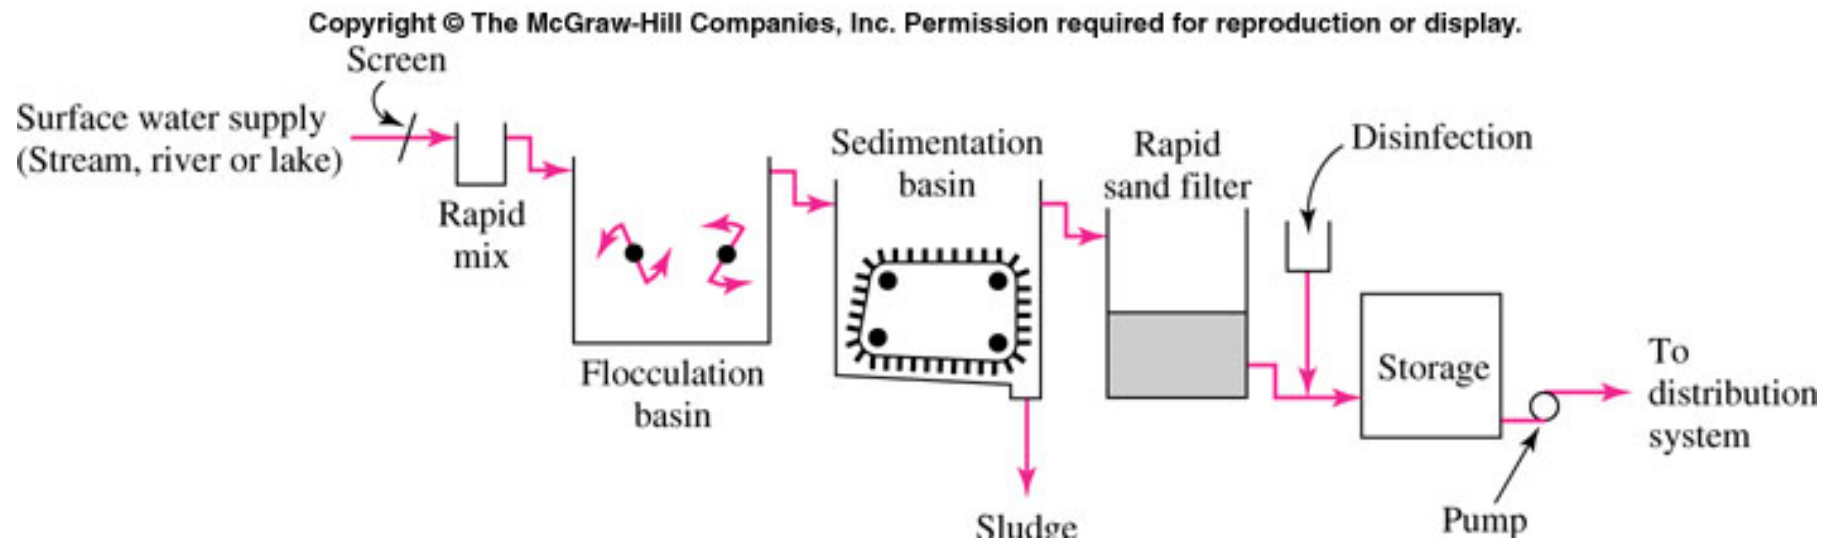 Copyright © The McGraw-Hill Companies, Inc. Permission required for reproduction or display.
Screen
Surface water supply
(Stream, river or lake)
Rapid
mix
Flocculation
basin
Sedimentation
basin
Sludge
Rapid
sand filter
Disinfection
Storage
Pump
To
distribution
system